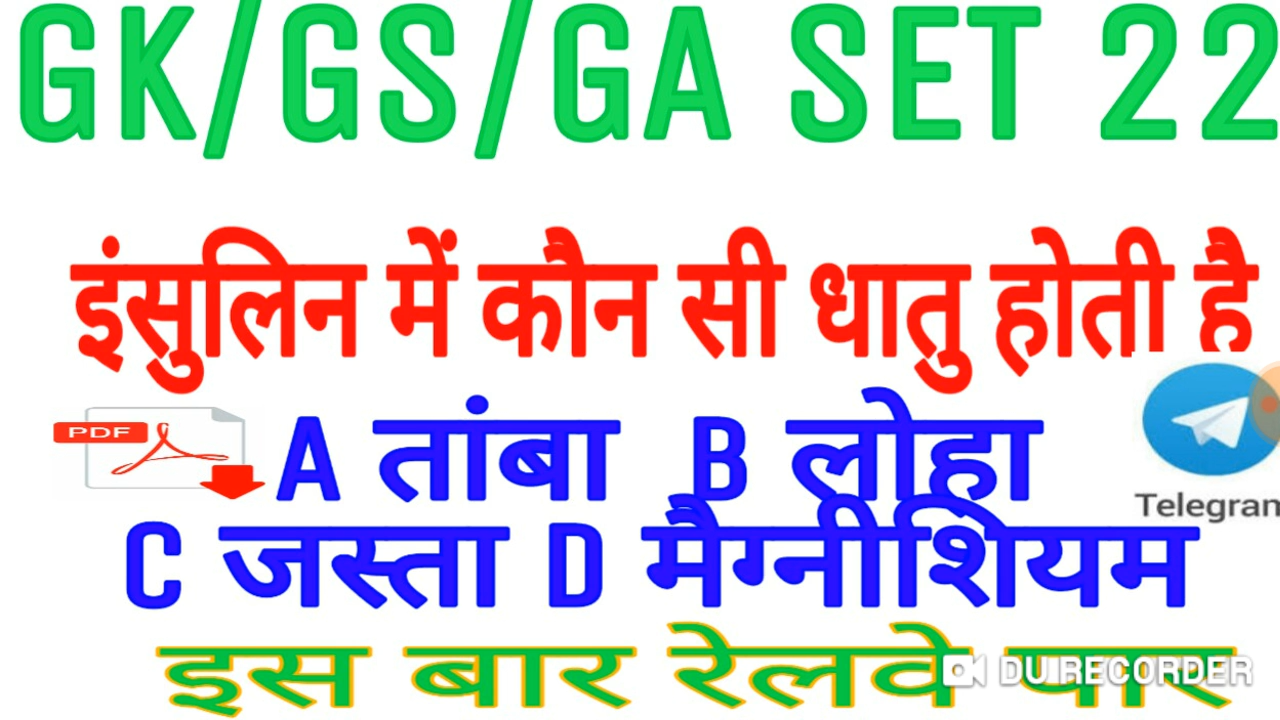 GK/GS/GA SET 22
इंसुलिन में कौन सी धातु होती है
PDF
A तांबा B लोहा
Telegram
C जस्ता D मैग्नीशियम
इस बार रेलवे पार
DU RECORDER